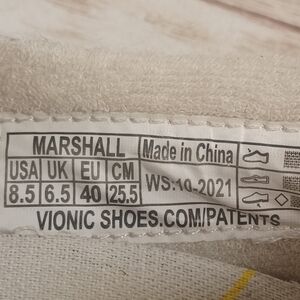 MARSHALL Made in China
USA UK EU CM
8.5 6.5 40 25.5 WS:10-2021
VIONIC SHOES.COM/PATENTS